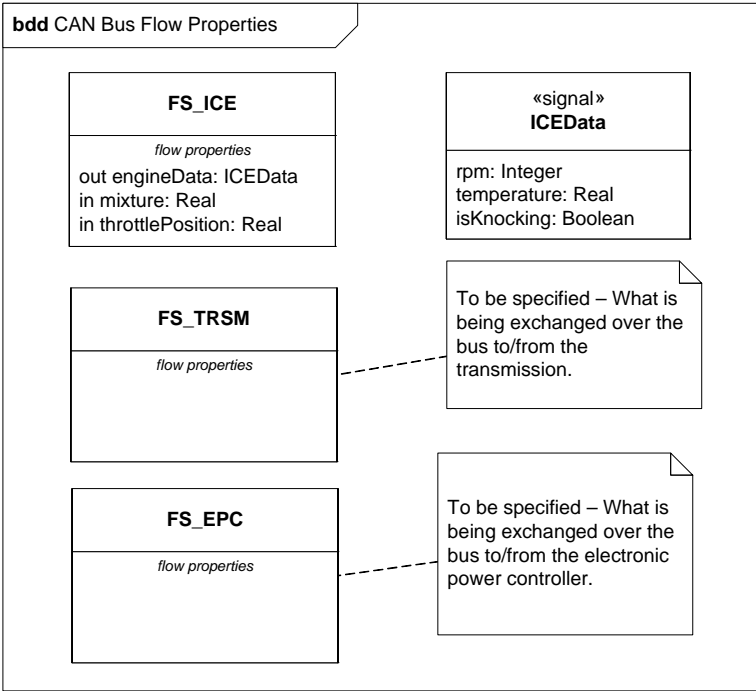 bdd CAN Bus Flow Properties
FS_ICE
flow properties
out engineData: ICEData
in mixture: Real
in throttlePosition: Real
«signal»
ICEData
rpm: Integer
temperature: Real
isKnocking: Boolean
FS_TRSM
flow properties
To be specified – What is
being exchanged over the
bus to/from the
transmission.
FS_EPC
flow properties
To be specified – What is
being exchanged over the
bus to/from the electronic
power controller.